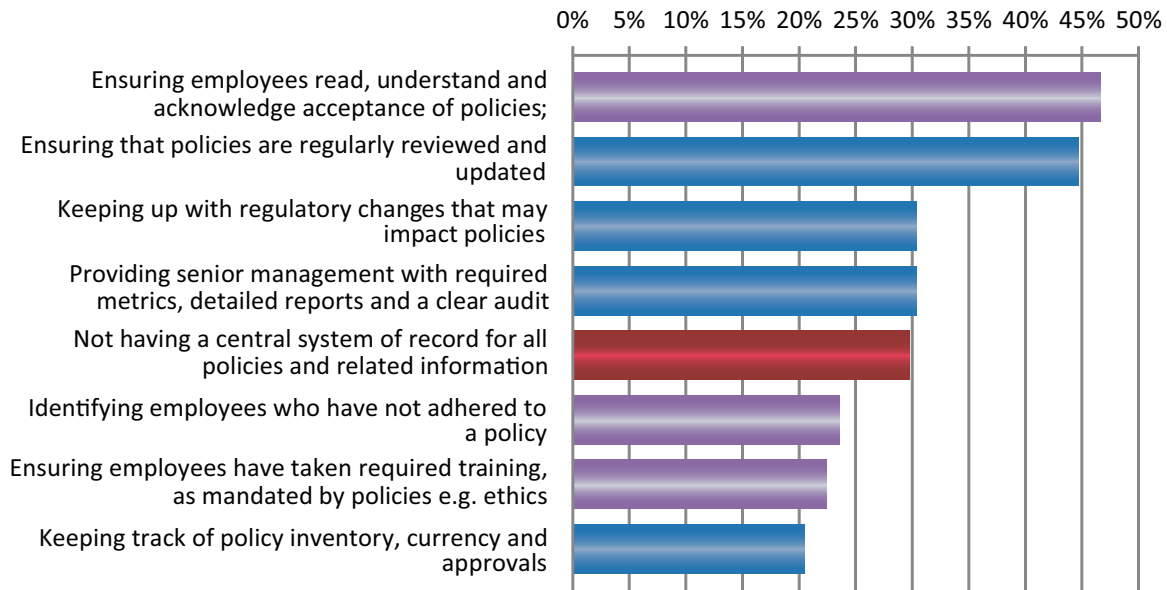 0% 5% 10% 15% 20% 25% 30% 35% 40% 45% 50%
Ensuring employees read, understand and
acknowledge acceptance of policies;
Ensuring that policies are regularly reviewed and
updated
Keeping up with regulatory changes that may
impact policies
Providing senior management with required
metrics, detailed reports and a clear audit
Not having a central system of record for all
policies and related information
Identifying employees who have not adhered to
a policy
Ensuring employees have taken required training,
as mandated by policies e.g. ethics
Keeping track of policy inventory, currency and
approvals